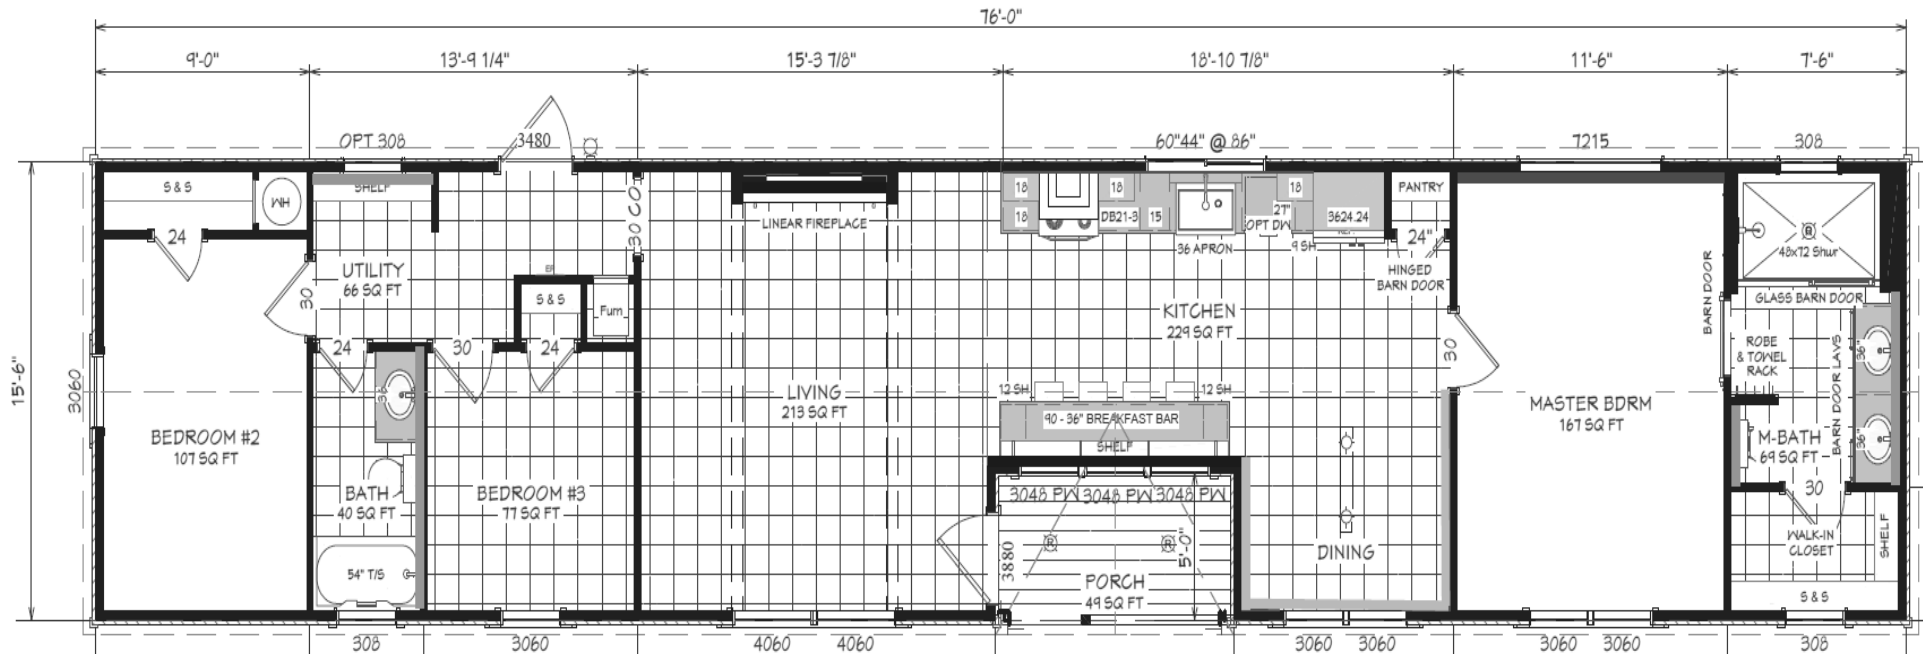 76'-0"
9'-0"
13'-9 1/4"
15'-3 7/8"
18'-10 7/8"
11'-6"
7'-6"
OPT 308
3480
60"44" @ 86"
7215
308
S & S
WH
24
SHELF
30 CO
LINEAR FIREPLACE
18
18
18
DB21-3
15
36 APRON
18
27"
OPT DW
9 SH
3624.24
REF.
PANTRY
24"
HINGED
BARN DOOR
48x72 Shwr
GLASS BARN DOOR
BARN DOOR
UTILITY
66 SQ FT
30
S & S
Furn
24
30
24
36
KITCHEN
229 SQ FT
30
ROBE
& TOWEL
RACK
BARN DOOR LAVS
36"
36"
15'-6"
3060
BEDROOM #2
107 SQ FT
LIVING
213 SQ FT
12 SH
12 SH
90 - 36" BREAKFAST BAR
SHELF
MASTER BDRM
167 SQ FT
M-BATH
69 SQ FT
30
BATH
40 SQ FT
BEDROOM #3
77 SQ FT
3048 PW
3048 PW
3048 PW
3880
5'-0"
PORCH
49 SQ FT
DINING
WALK-IN
CLOSET
SHELF
S & S
54" T/S
308
3060
4060
4060
3060
3060
3060
3060
308